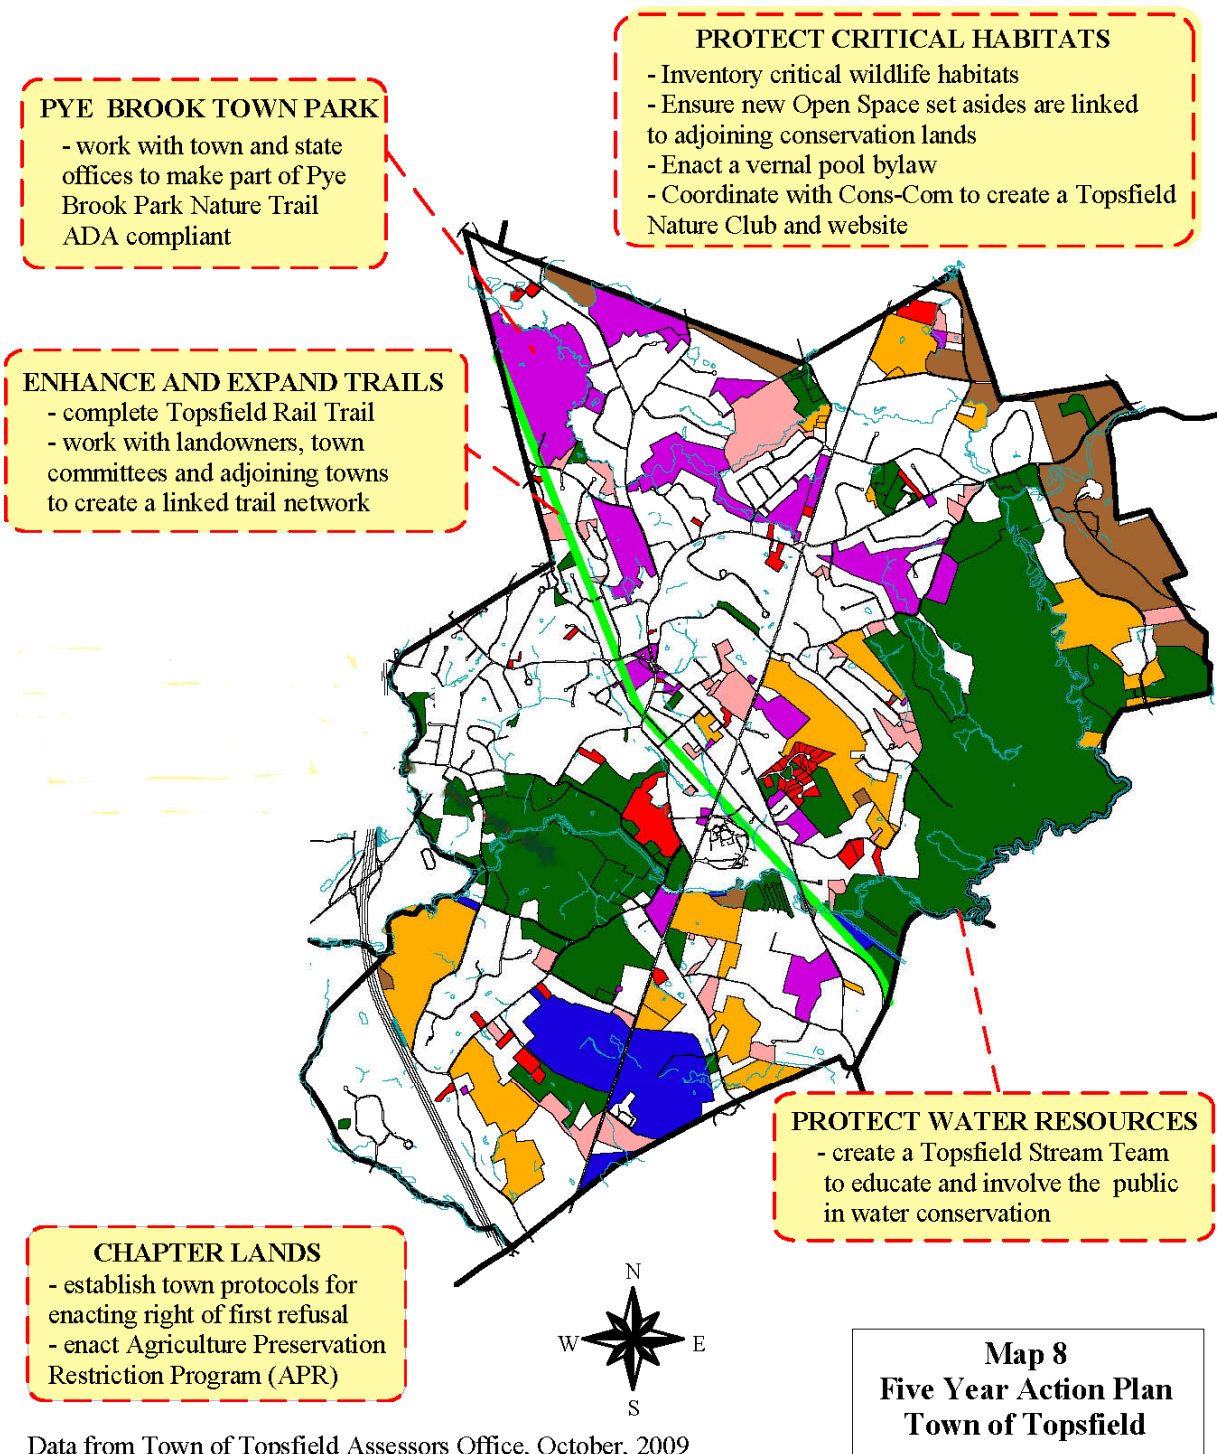 PROTECT CRITICAL HABITATS
- Inventory critical wildlife habitats
- Ensure new Open Space set asides are linked
to adjoining conservation lands
- Enact a vernal pool bylaw
- Coordinate with Cons-Com to create a Topsfield
Nature Club and website
PYE BROOK TOWN PARK
- work with town and state
offices to make part of Pye
Brook Park Nature Trail
ADA compliant
ENHANCE AND EXPAND TRAILS
- complete Topsfield Rail Trail
- work with landowners, town
committees and adjoining towns
to create a linked trail network
PROTECT WATER RESOURCES
- create a Topsfield Stream Team
to educate and involve the public
in water conservation
CHAPTER LANDS
- establish town protocols for
enacting right of first refusal
- enact Agriculture Preservation
Restriction Program (APR)
N
W E
S
Map 8
Five Year Action Plan
Town of Topsfield
Data from Town of Topsfield Assessors Office, October, 2009